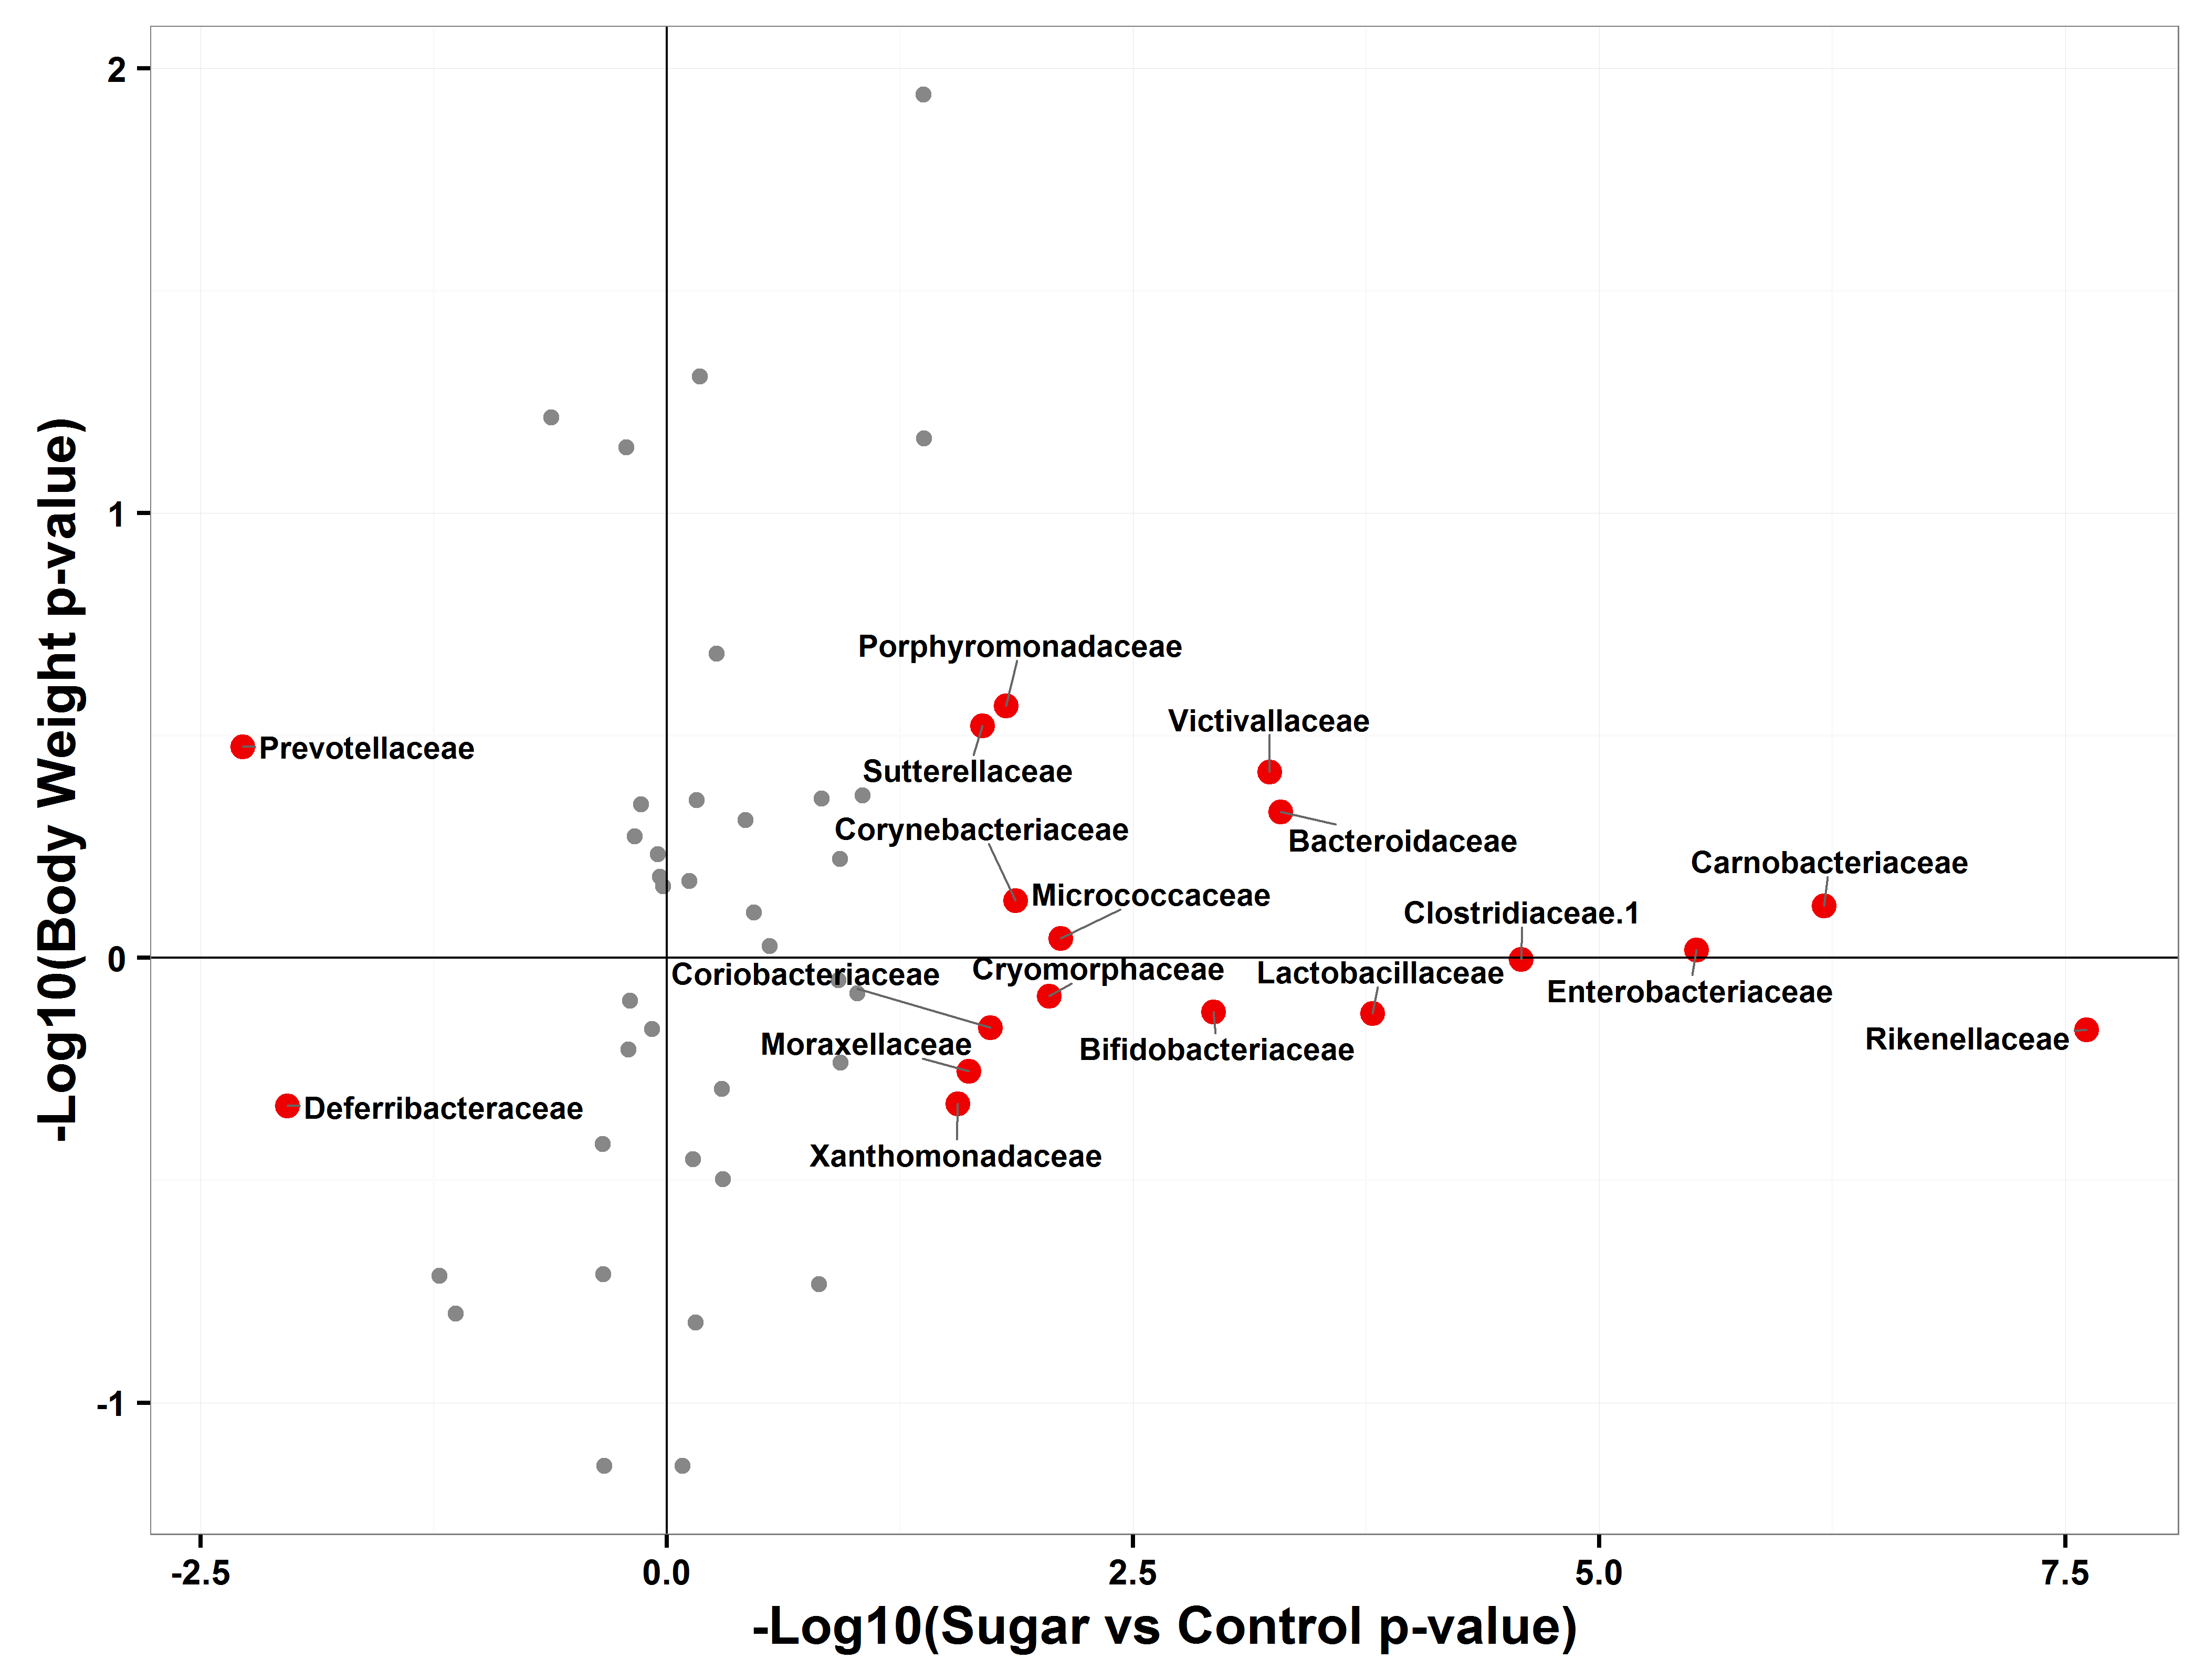 2
1
0
-1
-Log10(Body Weight p-value)
Porphyromonadaceae
Victivallaceae
Prevotellaceae
Sutterellaceae
Corynebacteriaceae
Bacteroidaceae
Carnobacteriaceae
Micrococcaceae
Clostridiaceae.1
Coriobacteriaceae
Cryomorphaceae
Lactobacillaceae
Enterobacteriaceae
Moraxellaceae
Bifidobacteriaceae
Rikenellaceae
Deferribacteraceae
Xanthomonadaceae
-2.5 0.0 2.5 5.0 7.5
-Log10(Sugar vs Control p-value)